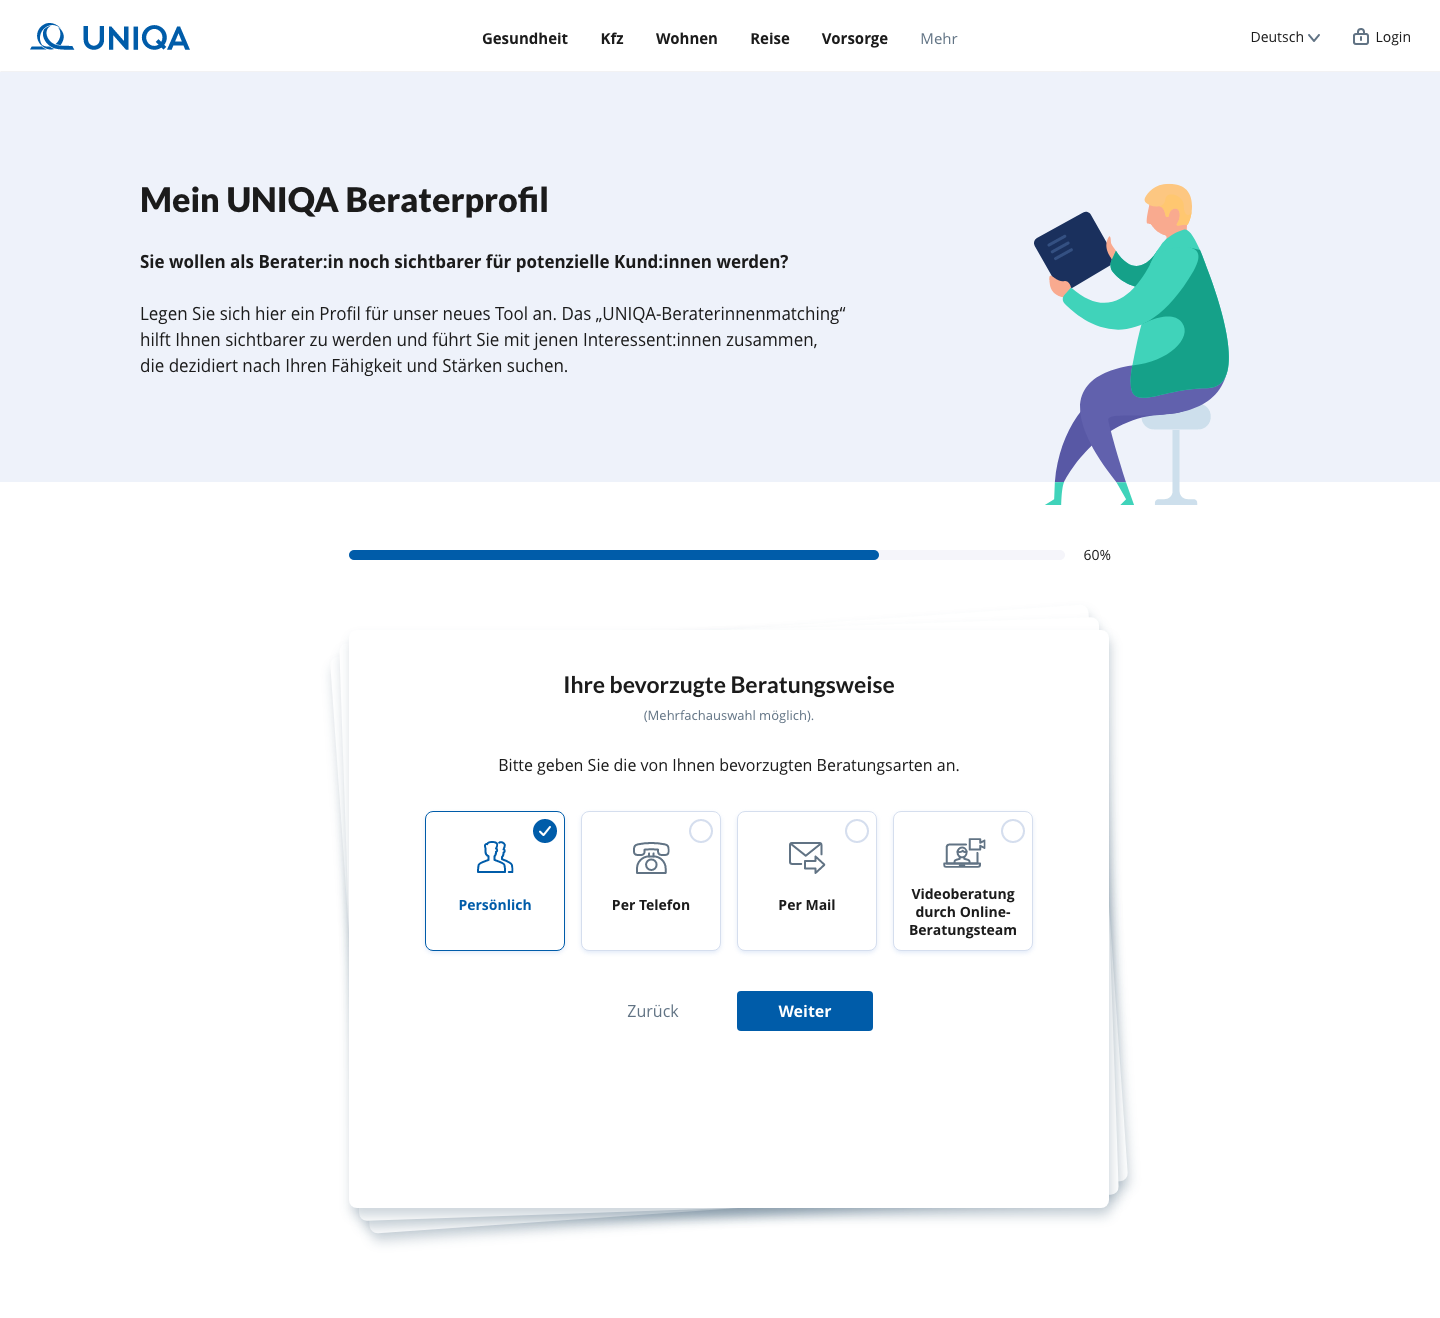 UNIQA
Gesundheit Kfz Wohnen Reise Vorsorge Mehr
Deutsch Login
Mein UNIQA Beraterprofil
Sie wollen als Berater:in noch sichtbarer für potenzielle Kund:innen werden?
Legen Sie sich hier ein Profil für unser neues Tool an. Das „UNIQA-Beraterinnenmatching“
hilft Ihnen sichtbarer zu werden und führt Sie mit jenen Interessent:innen zusammen,
die dezidiert nach Ihren Fähigkeit und Stärken suchen.
60%
Ihre bevorzugte Beratungsweise
(Mehrfachauswahl möglich).
Bitte geben Sie die von Ihnen bevorzugten Beratungsarten an.
Persönlich
Per Telefon
Per Mail
Videoberatung
durch Online-
Beratungsteam
Zurück
Weiter